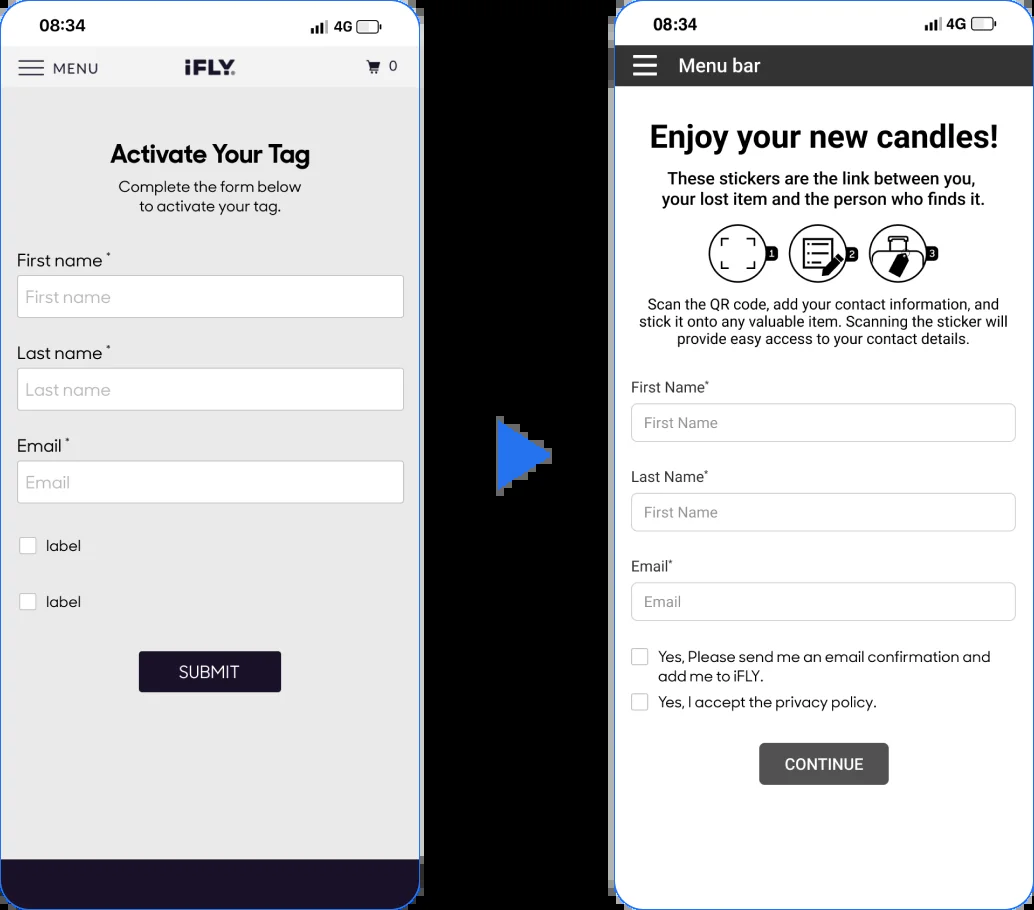 08:34
4G
MENU
iFLY.
0
Activate Your Tag
Complete the form below
to activate your tag.
First name *
First name
Last name *
Last name
Email *
Email
label
label
SUBMIT
08:34
4G
Menu bar
Enjoy your new candles!
These stickers are the link between you,
your lost item and the person who finds it.
1
2
3
Scan the QR code, add your contact information, and
stick it onto any valuable item. Scanning the sticker will
provide easy access to your contact details.
First Name*
First Name
Last Name*
First Name
Email*
Email
Yes, Please send me an email confirmation and
add me to iFLY.
Yes, I accept the privacy policy.
CONTINUE